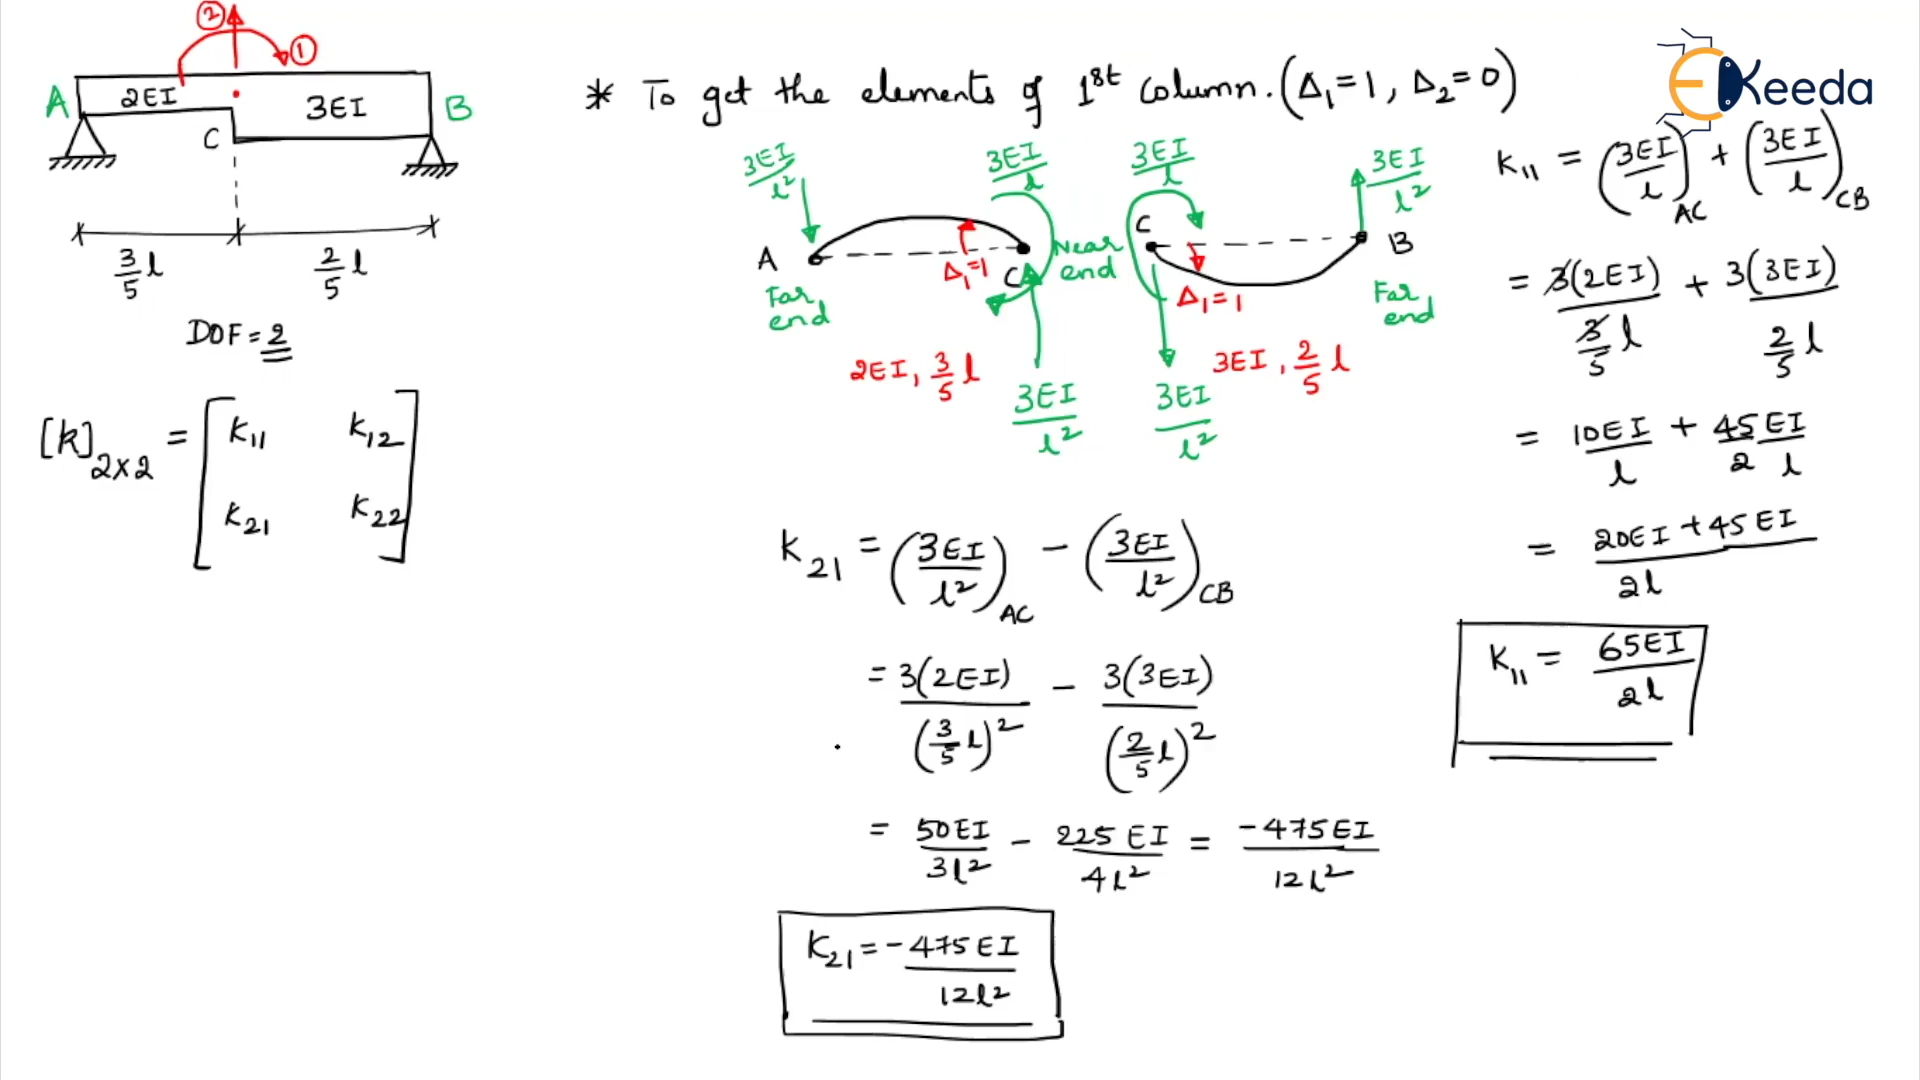 ② ①
A 2EI 3EI B
C
3/5 l 2/5 l
DOF = 2
[k]2×2 = [ K11 K12
K21 K22 ]
* To get the elements of 1st column. (Δ1=1, Δ2=0)
EKeeda
3EI/l² 3EI/l 3EI/l 3EI/l²
A Δ1=1 C Near end C Δ1=1 B
Far end Far end
2EI, 3/5 l 3EI, 2/5 l
3EI/l² 3EI/l²
K21 = (3EI/l²)AC − (3EI/l²)CB
= 3(2EI)/(3/5 l)² − 3(3EI)/(2/5 l)²
= 50EI/3l² − 225EI/4l² = −475EI/12l²
K21 = −475EI/12l²
K11 = (3EI/l)AC + (3EI/l)CB
= 3(2EI)/(3/5 l) + 3(3EI)/(2/5 l)
= 10EI/l + 45/2 EI/l
= 20EI + 45EI/2l
K11 = 65EI/2l